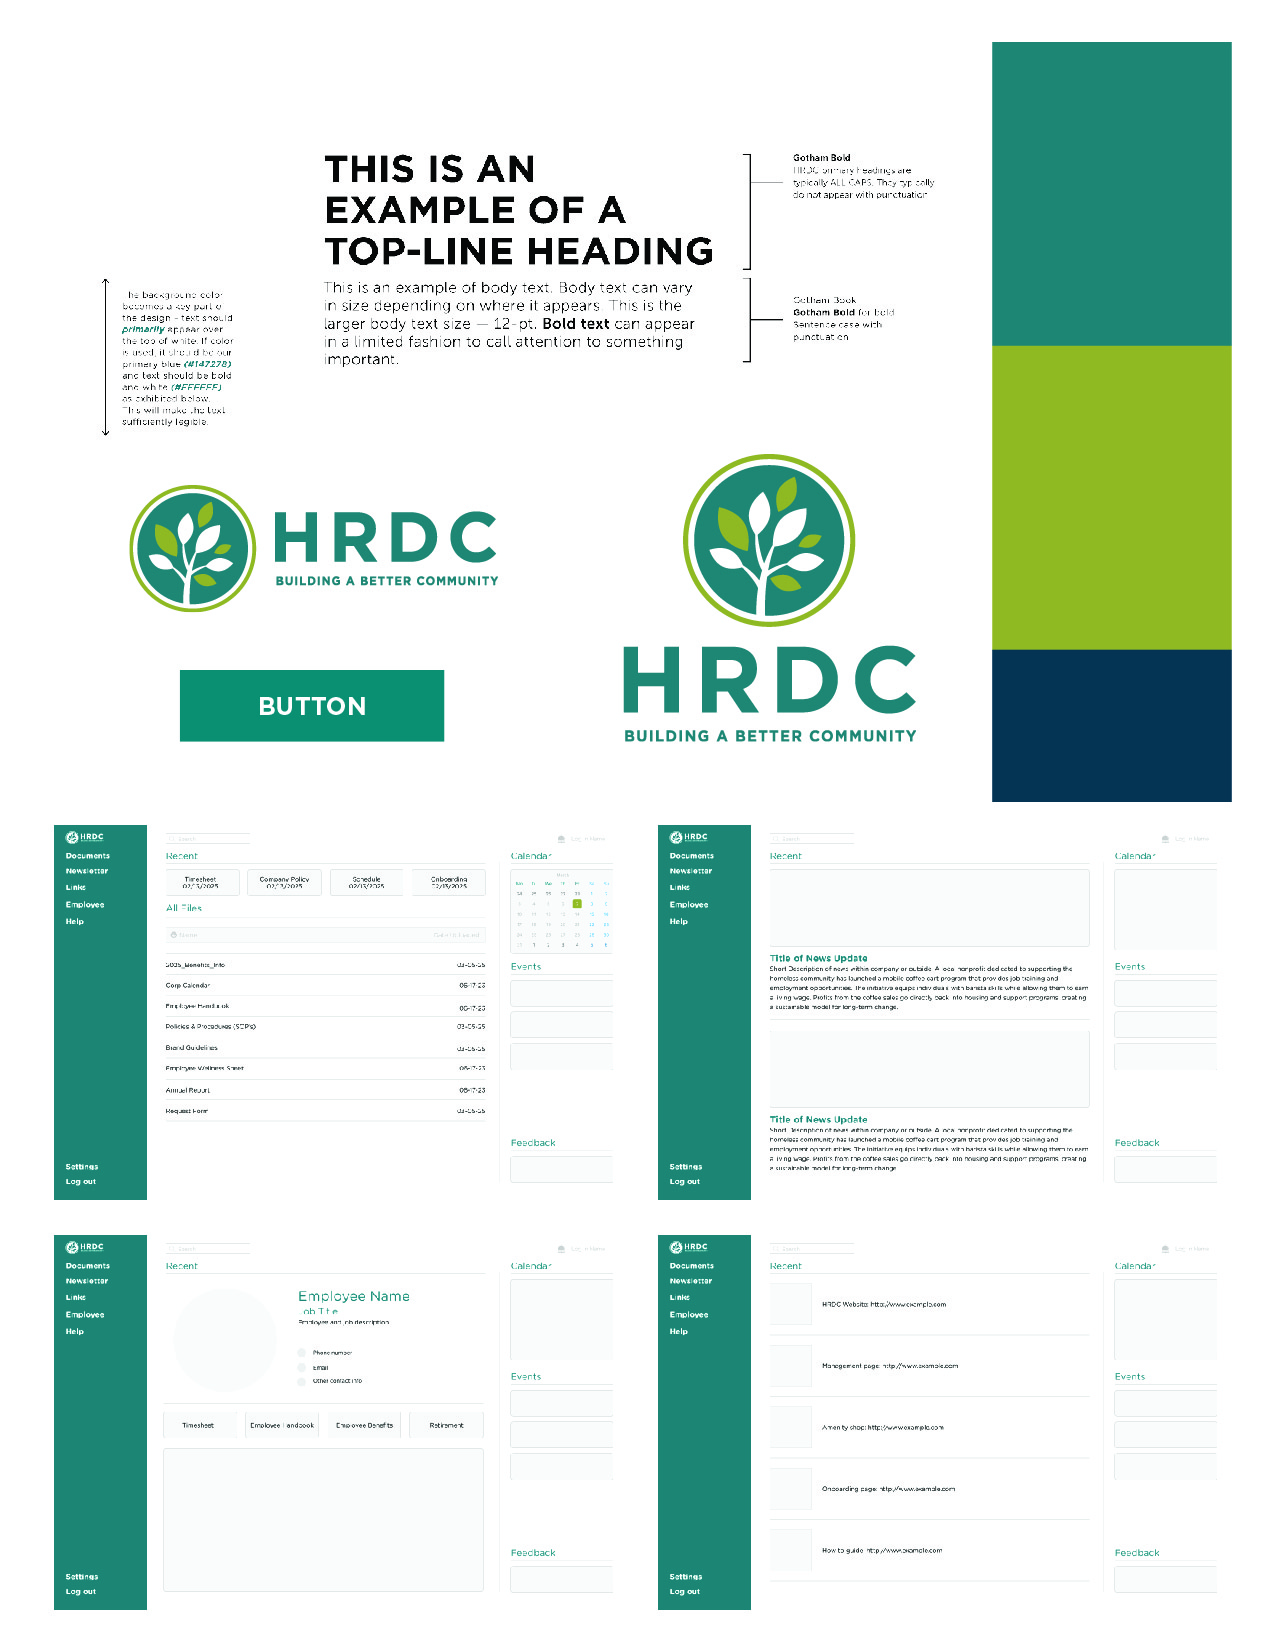 THIS IS AN
EXAMPLE OF A
TOP-LINE HEADING
This is an example of body text. Body text can vary
in size depending on where it appears. This is the
larger body text size — 12-pt. Bold text can appear
in a limited fashion to call attention to something
important.
Gotham Bold
HRDC primary headings are
typically ALL CAPS. They typically
do not appear with punctuation
Gotham Book
Gotham Bold for bold
Sentence case with
punctuation
The background color
becomes a key part of
the design - text should
primarily appear over
the top of white. If color
is used, it should be our
primary blue (#147278)
and text should be bold
and white (#FFFFFF)
as exhibited below.
This will make the text
sufficiently legible.
HRDC
BUILDING A BETTER COMMUNITY
HRDC
BUILDING A BETTER COMMUNITY
BUTTON
HRDC
Documents
Newsletter
Links
Employee
Help
Settings
Log out
Search
Log In Name
Recent
Timesheet
02/13/2025
Company Policy
02/13/2025
Schedule
02/13/2025
Onboarding
02/13/2025
All Files
Name
2025_Benefits_Info 03-05-25
Corp Calendar 06-17-23
Employee Handbook 06-17-23
Policies & Procedures (SOP's) 03-05-25
Brand Guidelines 03-05-25
Employee Wellness Sheet 06-17-23
Annual Report 06-17-23
Request Form 03-05-25
Calendar
Events
Feedback
HRDC
Documents
Newsletter
Links
Employee
Help
Settings
Log out
Search
Log In Name
Recent
Title of News Update
Short Description of news within company or outside. A local nonprofit dedicated to supporting the
homeless community has launched a mobile coffee cart program that provides job training and
employment opportunities. The initiative equips individuals with barista skills while allowing them to earn
a living wage. Profits from the coffee sales go directly back into housing and support programs, creating
a sustainable model for long-term change.
Title of News Update
Short Description of news within company or outside. A local nonprofit dedicated to supporting the
homeless community has launched a mobile coffee cart program that provides job training and
employment opportunities. The initiative equips individuals with barista skills while allowing them to earn
a living wage. Profits from the coffee sales go directly back into housing and support programs, creating
a sustainable model for long-term change.
Calendar
Events
Feedback
HRDC
Documents
Newsletter
Links
Employee
Help
Settings
Log out
Search
Log In Name
Recent
Employee Name
Job Title
Employee and job description
Phone number
Email
Other contact info
Timesheet
Employee Handbook
Employee Benefits
Retirement
Calendar
Events
Feedback
HRDC
Documents
Newsletter
Links
Employee
Help
Settings
Log out
Search
Log In Name
Recent
HRDC Website: http://www.example.com
Management page: http://www.example.com
Amenity shop: http://www.example.com
Onboarding page: http://www.example.com
How to guide: http://www.example.com
Calendar
Events
Feedback